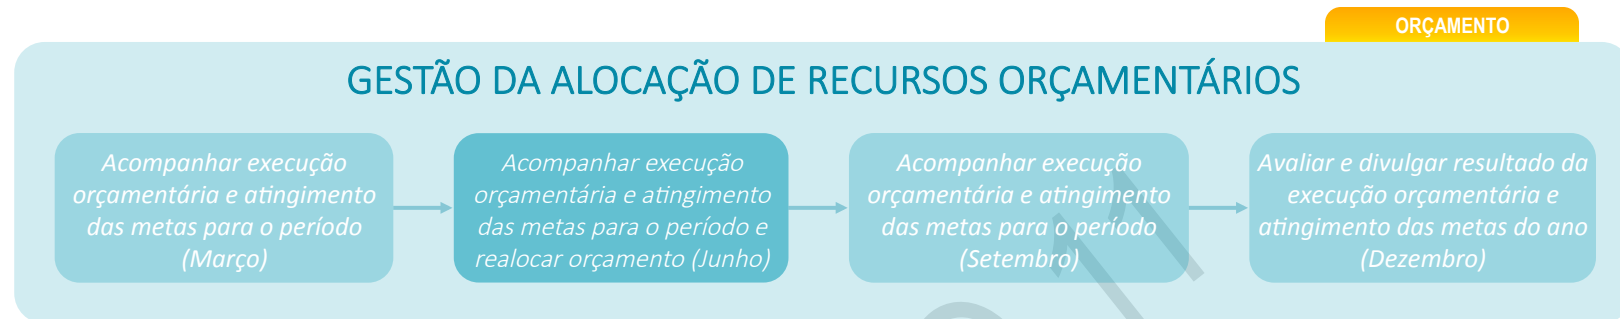 ORÇAMENTO
GESTÃO DA ALOCAÇÃO DE RECURSOS ORÇAMENTÁRIOS
Acompanhar execução
orçamentária e atingimento
das metas para o período
(Março)
Acompanhar execução
orçamentária e atingimento
das metas para o período e
realocar orçamento (Junho)
Acompanhar execução
orçamentária e atingimento
das metas para o período
(Setembro)
Avaliar e divulgar resultado da
execução orçamentária e
atingimento das metas do ano
(Dezembro)